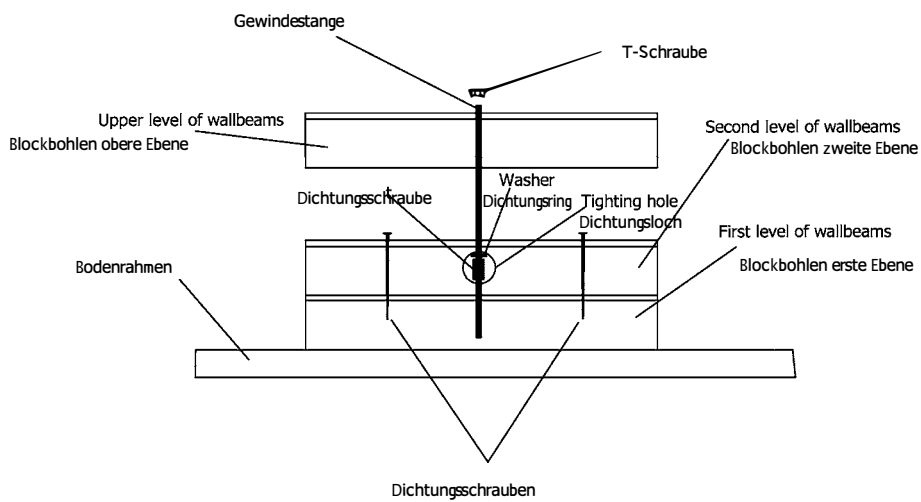 Gewindestange
T-Schraube
Upper level of wallbeams
Blockbohlen obere Ebene
Second level of wallbeams
Blockbohlen zweite Ebene
Washer
Dichtungsschraube
Dichtungsring
Tighting hole
Dichtungsloch
First level of wallbeams
Bodenrahmen
Blockbohlen erste Ebene
Dichtungsschrauben